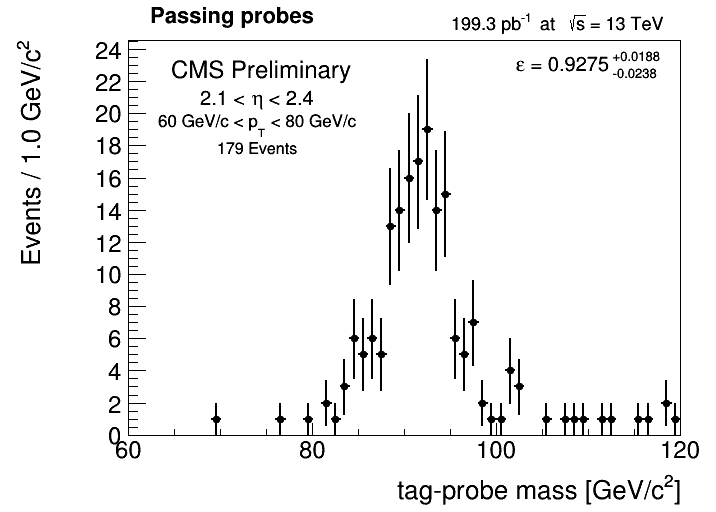 Passing probes
199.3 pb⁻¹ at √s = 13 TeV
CMS Preliminary
2.1 < η < 2.4
60 GeV/c < p_T < 80 GeV/c
179 Events
ε = 0.9275 +0.0188 -0.0238
Events / 1.0 GeV/c²
24
22
20
18
16
14
12
10
8
6
4
2
0
60 80 100 120
tag-probe mass [GeV/c²]